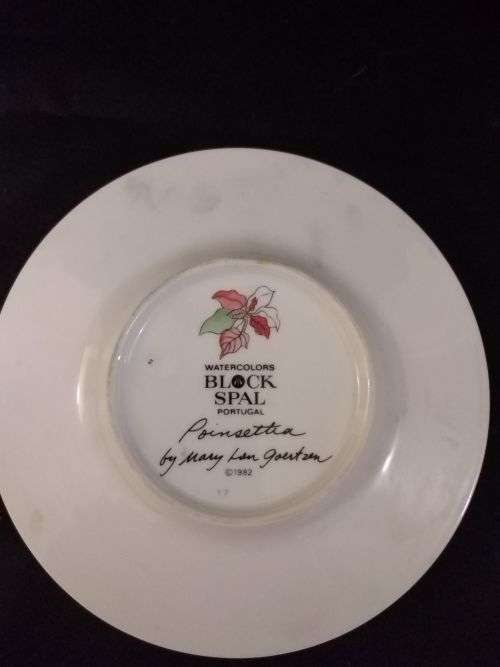 WATERCOLORS
BLOCK
SPAL
PORTUGAL
Poinsettia
by Mary Lou Goertzen
©1982
17